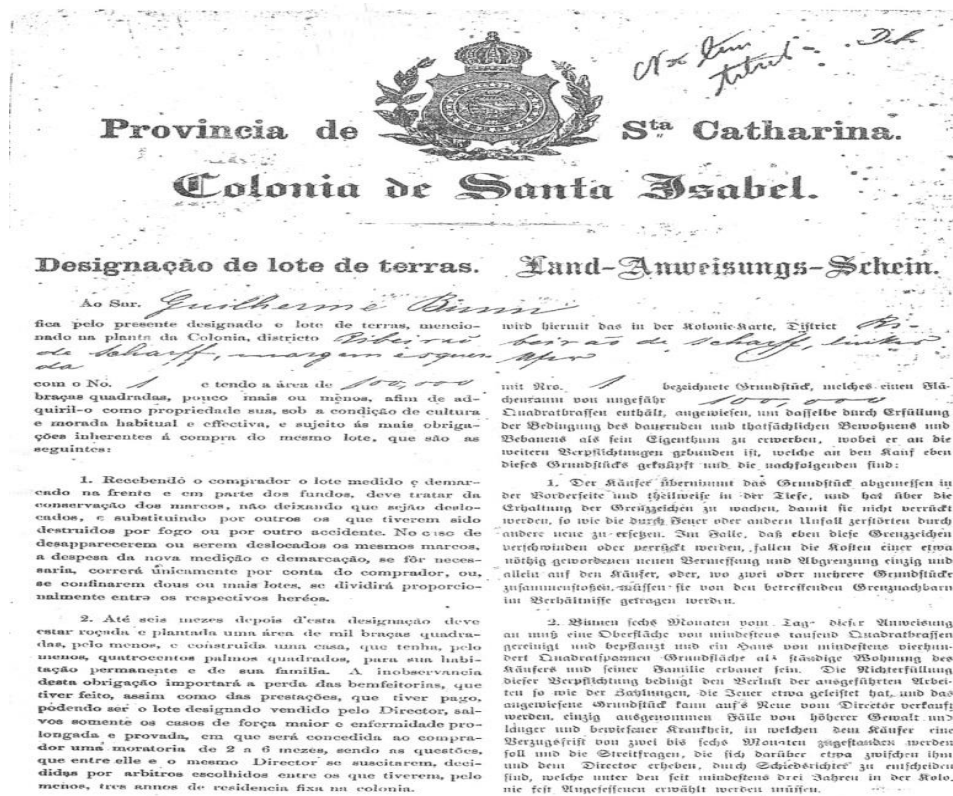 Provincia de Sta Catharina.
Colonia de Santa Isabel.
Designação de lote de terras.
Ao Snr. Guilherme
fica pelo presente designado o lote de terras, mencio-
nado na planta da Colonia, districto Ribeirão
de Scharff, margem esquer
da
com o No. 1 e tendo a área de 100,000
braças quadradas, pouco mais ou menos, afim de ad-
quiril-o como propriedade sua, sob a condição de cultura
e morada habitual e effectiva, e sujeito ás mais obriga-
ções inherentes á compra do mesmo lote, que são as
seguintes:
1. Recebendó o comprador o lote medido e demar-
cado na frente e em parte dos fundos, deve tratar da
conservação dos marcos, não deixando que sejão deslo-
cados, e substituindo por outros os que tiverem sido
destruidos por fogo ou por outro accidente. No caso de
desapparecerem ou serem deslocados os mesmos marcos,
a despesa da nova medição e demarcação, se fôr neces-
saria, correrá únicamente por conta do comprador, ou,
se confinarem dous ou mais lotes, se dividirá proporcio-
nalmente entra os respectivos heréos.
2. Até seis mezes depois d'esta designação deve
estar roçada e plantada uma área de mil braças quadra-
das, pelo menos, e construida uma casa, que tenha, pelo
menos, quatrocentos palmos quadrados, para sua habi-
tação permanente e de sua familia. A inobservancia
desta obrigação importará a perda das bemfeitorias, que
tiver feito, assim como das prestações, que tiver pago,
pódendo ser o lote designado vendido pelo Director, sal-
vos somente os casos de força maior e enfermidade pro-
longada e provada, em que será concedida ao compra-
dor uma moratoria de 2 a 6 mezes, sendo as questões,
que entre elle e o mesmo Director se suscitarem, deci-
didas por arbitros escolhidos entre os que tiverem, pelo
menos, tres annos de residencia fixa na colonia.
Land-Anweisungs-Schein.
wird hiermit das in der Kolonie-Karte, District Ri-
beirão de Scharff, linkes
Ufer
mit Nro. 1 bezeichnete Grundstück, welches einen Flä-
chenraum von ungefähr 100,000
Quadratbrassen enthält, angewiesen, um dasselbe durch Erfüllung
der Bedingung des dauernden und thatsächlichen Bewohnens und
Bebauens als sein Eigenthum zu erwerben, wobei er an die
weitern Verpflichtungen gebunden ist, welche an den Kauf eben
dieses Grundstücks geknüpft und die nachfolgenden sind:
1. Der Käufer übernimmt das Grundstück abgemessen in
der Vorderseite und theilweise in der Tiefe, und hat über die
Erhaltung der Grenzzeichen zu wachen, damit sie nicht verrückt
werden, so wie die durch Feuer oder andern Unfall zerstörten durch
andere neue zu ersetzen. Im Falle, daß eben diese Grenzzeichen
verschwinden oder verrückt werden, fallen die Kosten einer etwa
nöthig gewordenen neuen Vermessung und Abgrenzung einzig und
allein auf den Käufer, oder, wo zwei oder mehrere Grundstücke
zusammenstoßen, müssen sie von den betreffenden Grenznachbarn
im Verhältnisse getragen werden.
2. Binnen sechs Monaten vom Tag dieser Anweisung
an muß eine Oberfläche von mindestens tausend Quadratbrassen
gereinigt und bepflanzt und ein Haus von mindestens vierhun-
dert Quadratspannen Grundfläche als ständige Wohnung des
Käufers und seiner Familie erbauet sein. Die Nichterfüllung
dieser Verpflichtung bedingt den Verlust der ausgeführten Arbei-
ten so wie der Zahlungen, die Jener etwa geleistet hat, und das
angewiesene Grundstück kann auf's Neue vom Director verkauft
werden, einzig ausgenommen Fälle von höherer Gewalt und
länger und bewiesener Krankheit, in welchen dem Käufer eine
Verzugsfrist von zwei bis sechs Monaten zugestanden werden
soll und die Streitfragen, die sich darüber etwa zwischen ihm
und dem Director erheben, durch Schiedsrichter zu entscheiden
sind, welche unter den seit mindestens drei Jahren in der Kolo.
nie fest Angesessenen erwählt werden müssen.